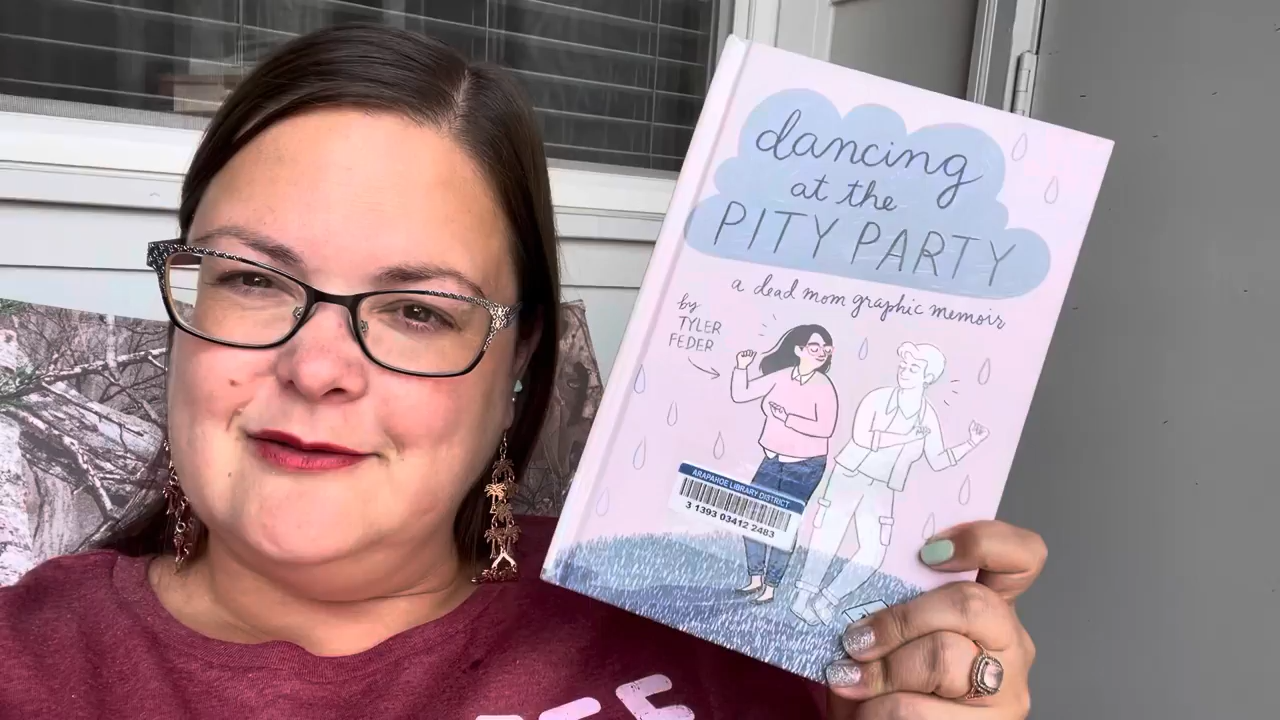 dancing
at the
PITY PARTY
a dead mom graphic memoir
by
TYLER
FEDER
ARAPAHOE LIBRARY DISTRICT
3 1393 03412 2483